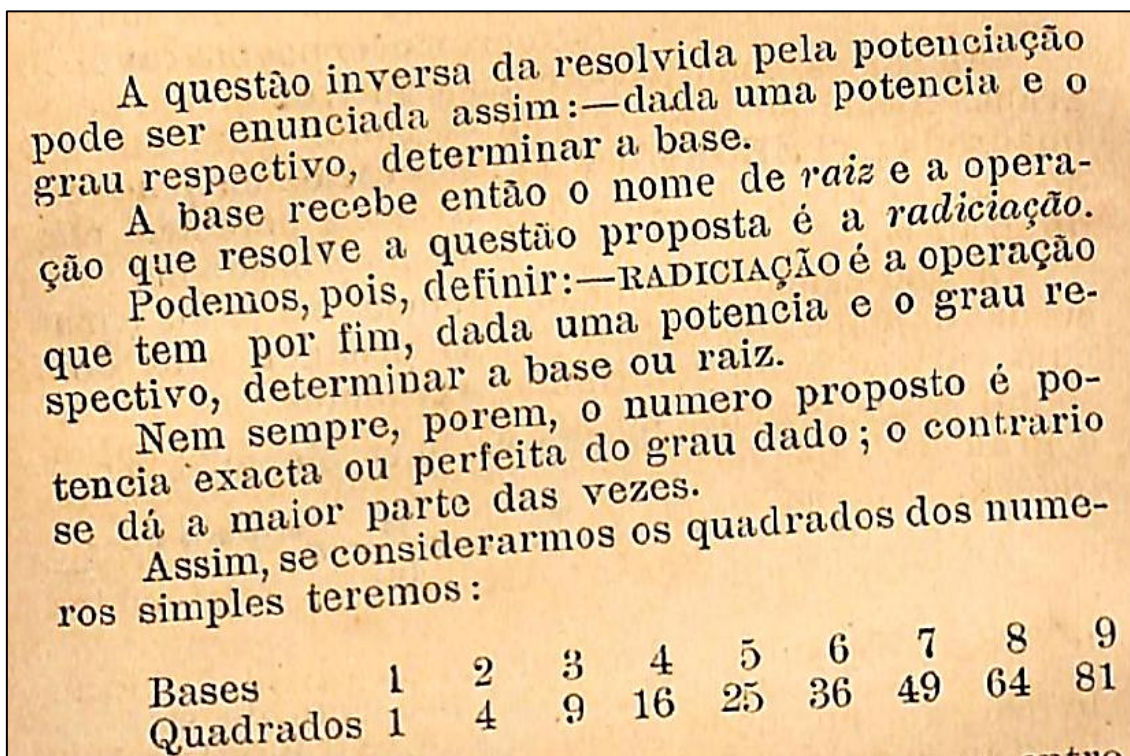 A questão inversa da resolvida pela potenciação
pode ser enunciada assim:—dada uma potencia e o
grau respectivo, determinar a base.
A base recebe então o nome de raiz e a opera-
ção que resolve a questão proposta é a radiciação.
Podemos, pois, definir:—RADICIAÇÃO é a operação
que tem por fim, dada uma potencia e o grau re-
spectivo, determinar a base ou raiz.
Nem sempre, porem, o numero proposto é po-
tencia exacta ou perfeita do grau dado; o contrario
se dá a maior parte das vezes.
Assim, se considerarmos os quadrados dos nume-
ros simples teremos:
Bases 1 2 3 4 5 6 7 8 9
Quadrados 1 4 9 16 25 36 49 64 81